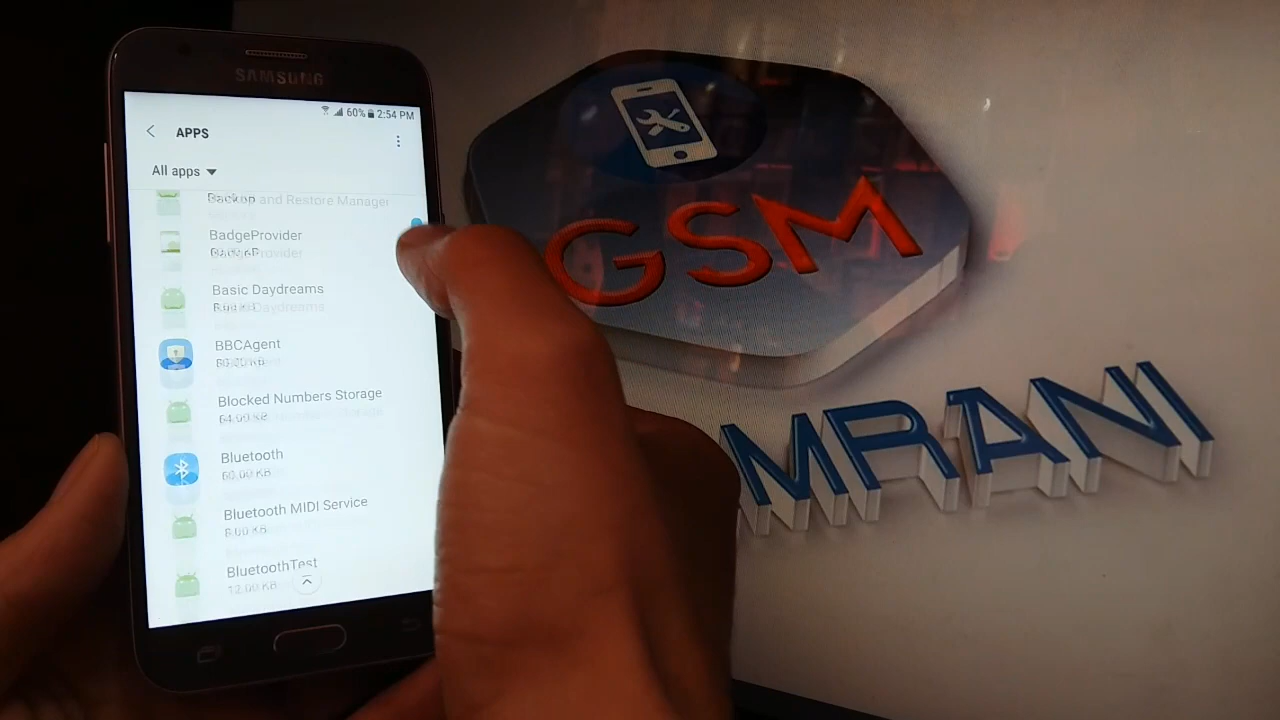 SAMSUNG
60% 2:54 PM
APPS
All apps
Backup and Restore Manager
BadgeProvider
Basic Daydreams
BBCAgent
Blocked Numbers Storage
64.00 KB
Bluetooth
60.00 KB
Bluetooth MIDI Service
8.00 KB
BluetoothTest
12.00 KB
GSM
MRANI